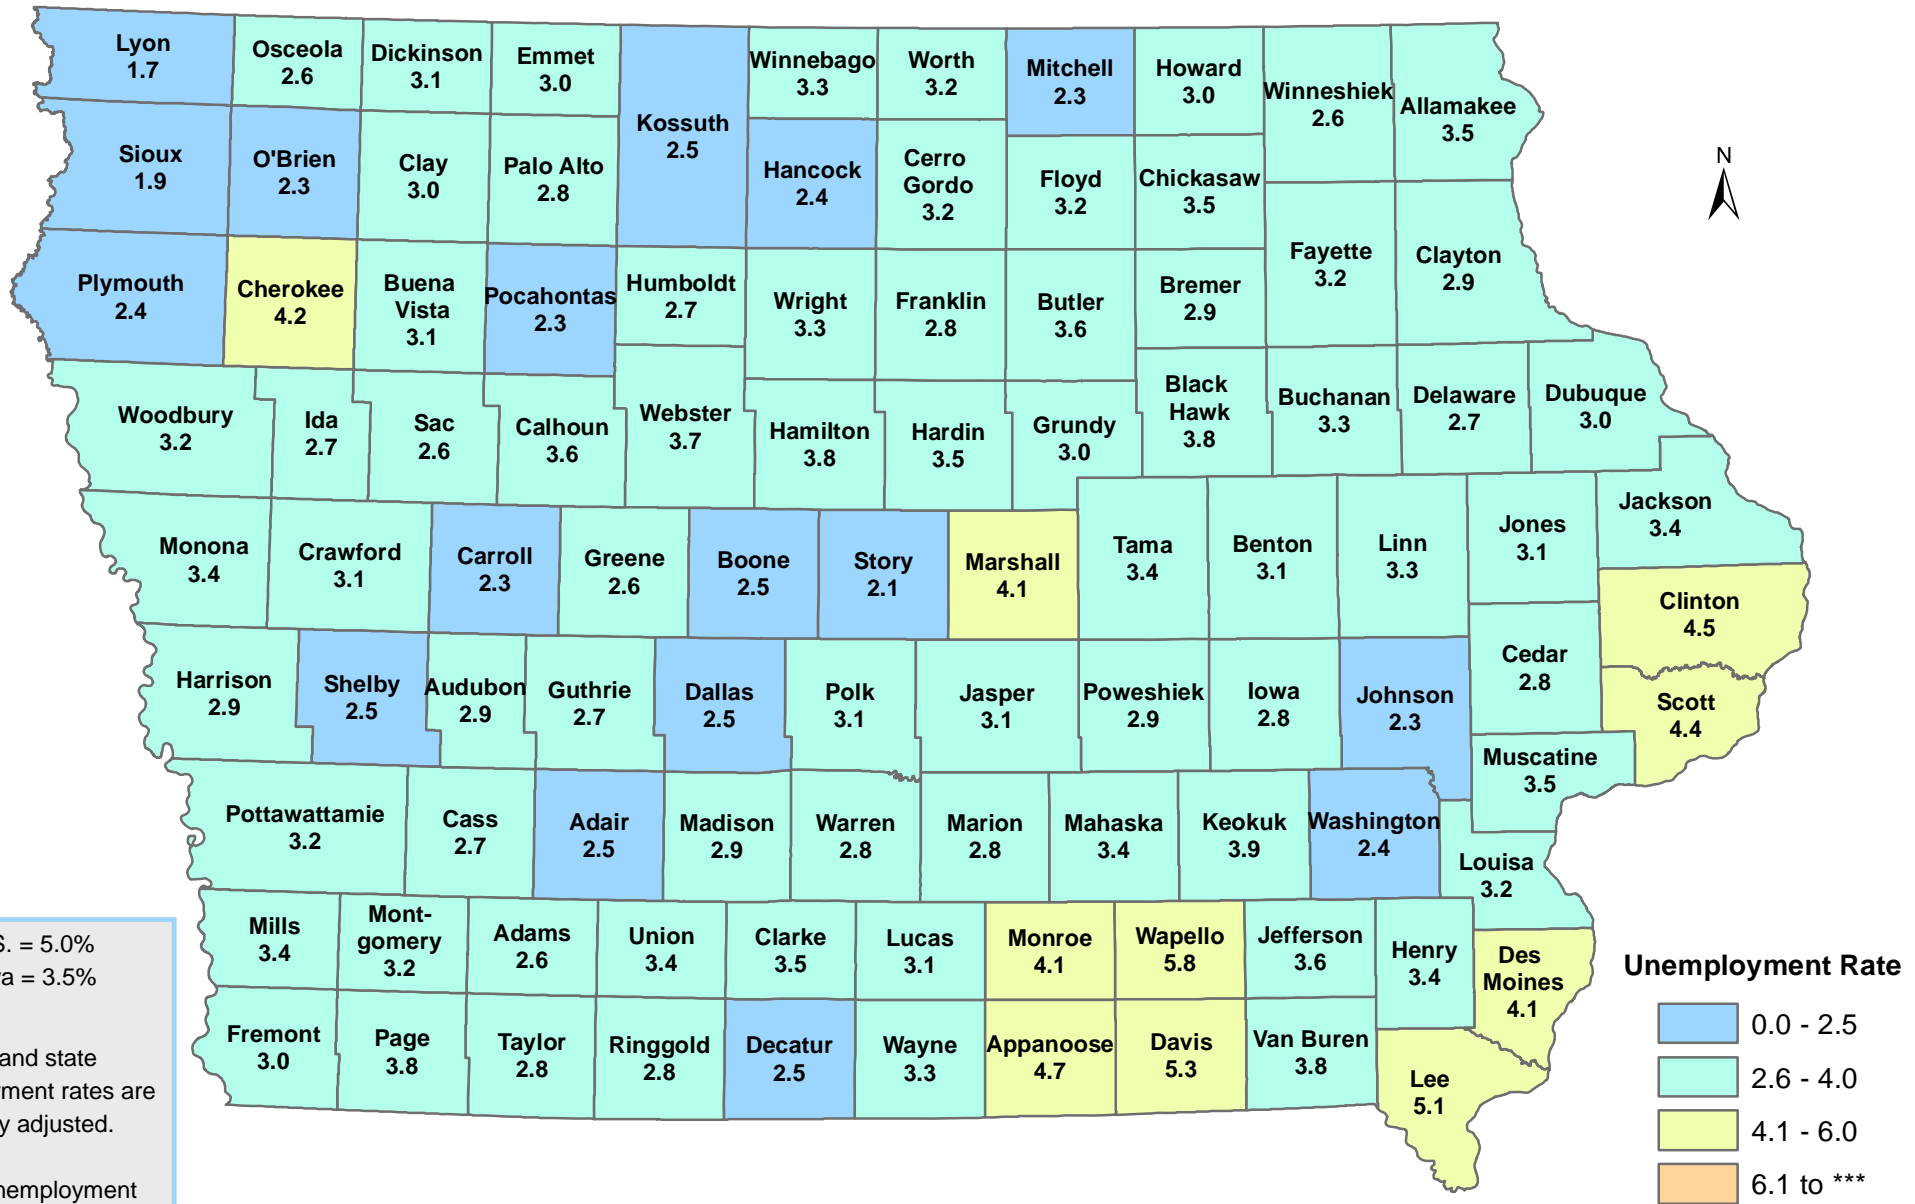 Lyon
1.7
Osceola
2.6
Dickinson
3.1
Emmet
3.0
Kossuth
2.5
Winnebago
3.3
Worth
3.2
Mitchell
2.3
Howard
3.0
Winneshiek
2.6
Allamakee
3.5
N
Sioux
1.9
O'Brien
2.3
Clay
3.0
Palo Alto
2.8
Hancock
2.4
Cerro
Gordo
3.2
Floyd
3.2
Chickasaw
3.5
Plymouth
2.4
Cherokee
4.2
Buena
Vista
3.1
Pocahontas
2.3
Humboldt
2.7
Wright
3.3
Franklin
2.8
Butler
3.6
Bremer
2.9
Fayette
3.2
Clayton
2.9
Woodbury
3.2
Ida
2.7
Sac
2.6
Calhoun
3.6
Webster
3.7
Hamilton
3.8
Hardin
3.5
Grundy
3.0
Black
Hawk
3.8
Buchanan
3.3
Delaware
2.7
Dubuque
3.0
Monona
3.4
Crawford
3.1
Carroll
2.3
Greene
2.6
Boone
2.5
Story
2.1
Marshall
4.1
Tama
3.4
Benton
3.1
Linn
3.3
Jones
3.1
Jackson
3.4
Clinton
4.5
Harrison
2.9
Shelby
2.5
Audubon
2.9
Guthrie
2.7
Dallas
2.5
Polk
3.1
Jasper
3.1
Poweshiek
2.9
Iowa
2.8
Johnson
2.3
Cedar
2.8
Scott
4.4
Muscatine
3.5
Pottawattamie
3.2
Cass
2.7
Adair
2.5
Madison
2.9
Warren
2.8
Marion
2.8
Mahaska
3.4
Keokuk
3.9
Washington
2.4
Louisa
3.2
Mills
3.4
Mont-
gomery
3.2
Adams
2.6
Union
3.4
Clarke
3.5
Lucas
3.1
Monroe
4.1
Wapello
5.8
Jefferson
3.6
Henry
3.4
Des
Moines
4.1
Fremont
3.0
Page
3.8
Taylor
2.8
Ringgold
2.8
Decatur
2.5
Wayne
3.3
Appanoose
4.7
Davis
5.3
Van Buren
3.8
Lee
5.1
S. = 5.0%
a = 3.5%
and state
ment rates are
y adjusted.
nemployment
Unemployment Rate
0.0 - 2.5
2.6 - 4.0
4.1 - 6.0
6.1 to ***